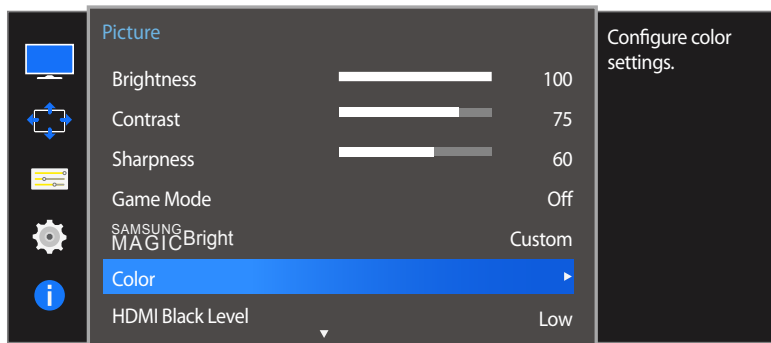 Picture
Brightness 100
Contrast 75
Sharpness 60
Game Mode Off
SAMSUNG
MAGICBright Custom
Color
HDMI Black Level Low
Configure color
settings.
i